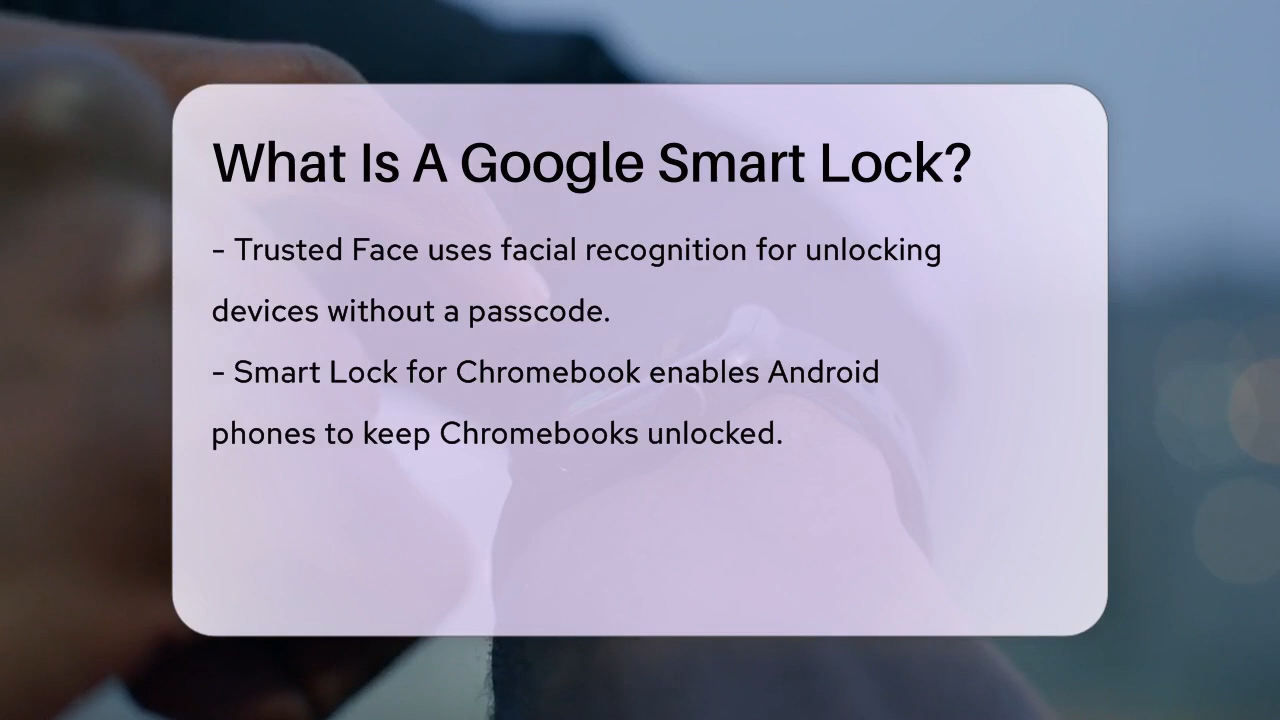 What Is A Google Smart Lock?
- Trusted Face uses facial recognition for unlocking
devices without a passcode.
- Smart Lock for Chromebook enables Android
phones to keep Chromebooks unlocked.